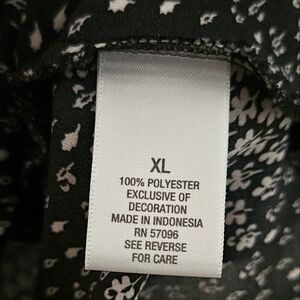 XL
100% POLYESTER
EXCLUSIVE OF
DECORATION
MADE IN INDONESIA
RN 57096
SEE REVERSE
FOR CARE